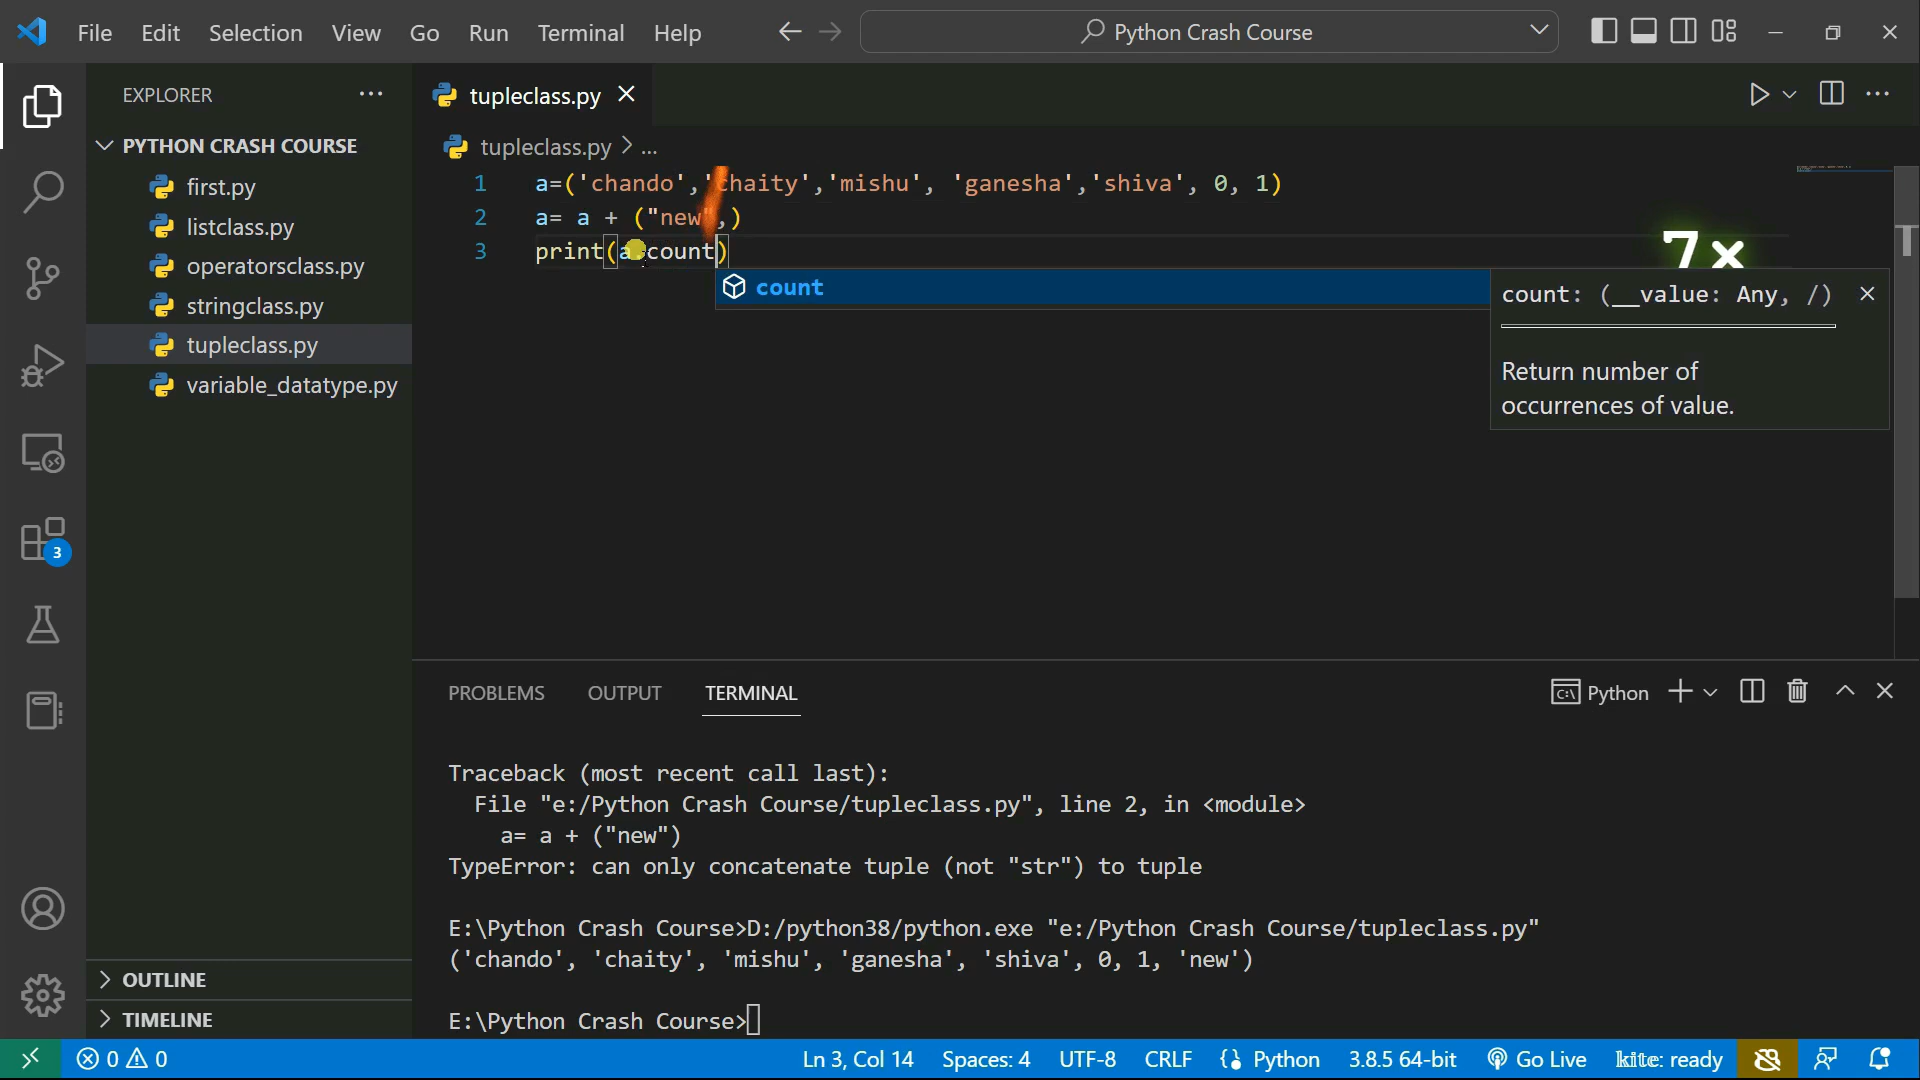 File Edit Selection View Go Run Terminal Help
Python Crash Course
EXPLORER
tupleclass.py
PYTHON CRASH COURSE
first.py
listclass.py
operatorsclass.py
stringclass.py
tupleclass.py
variable_datatype.py
OUTLINE
TIMELINE
3
tupleclass.py > ...
1 a=('chando','chaity','mishu', 'ganesha','shiva', 0, 1)
2 a= a + ("new",)
3 print(a.count)
count
7x
count: (__value: Any, /)
Return number of
occurrences of value.
PROBLEMS OUTPUT TERMINAL
Python
Traceback (most recent call last):
File "e:/Python Crash Course/tupleclass.py", line 2, in <module>
a= a + ("new")
TypeError: can only concatenate tuple (not "str") to tuple
E:\Python Crash Course>D:/python38/python.exe "e:/Python Crash Course/tupleclass.py"
('chando', 'chaity', 'mishu', 'ganesha', 'shiva', 0, 1, 'new')
E:\Python Crash Course>
0 0 Ln 3, Col 14 Spaces: 4 UTF-8 CRLF Python 3.8.5 64-bit Go Live kite: ready